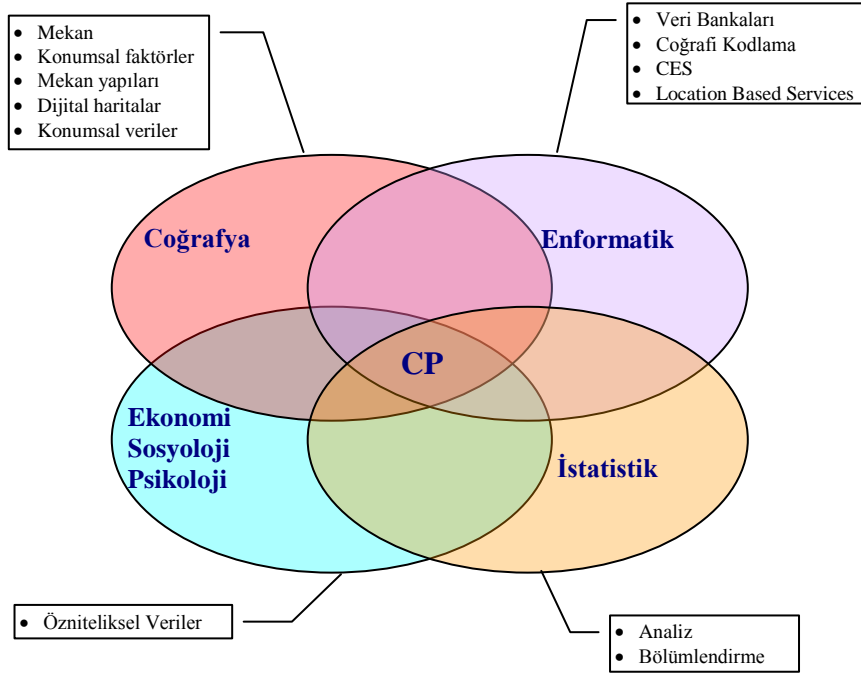 • Mekan
• Konumsal faktörler
• Mekan yapıları
• Dijital haritalar
• Konumsal veriler
• Veri Bankaları
• Coğrafi Kodlama
• CES
• Location Based Services
Coğrafya
Enformatik
CP
Ekonomi
Sosyoloji
Psikoloji
İstatistik
• Özniteliksel Veriler
• Analiz
• Bölümlendirme